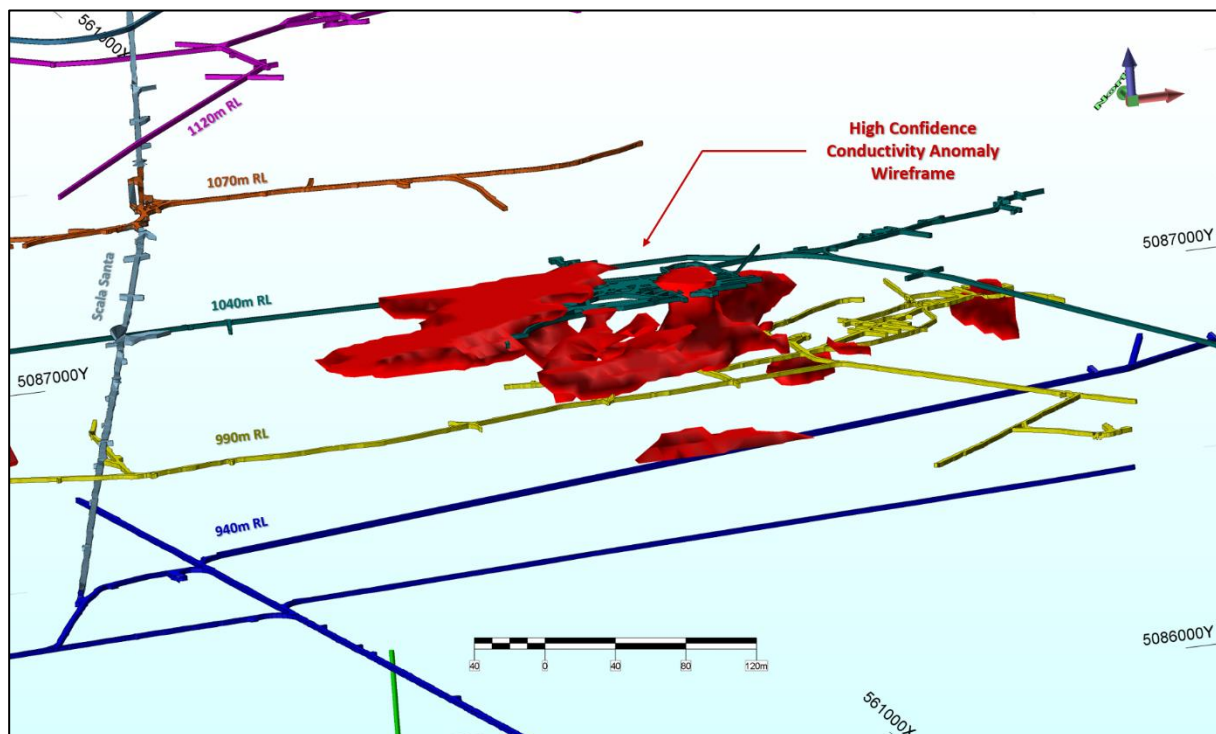 561000X
1120m RL
High Confidence
Conductivity Anomaly
Wireframe
1070m RL
5087000Y
Scala Santa
1040m RL
5087000Y
990m RL
940m RL
40 0 40 80 120m
5086000Y
561000X